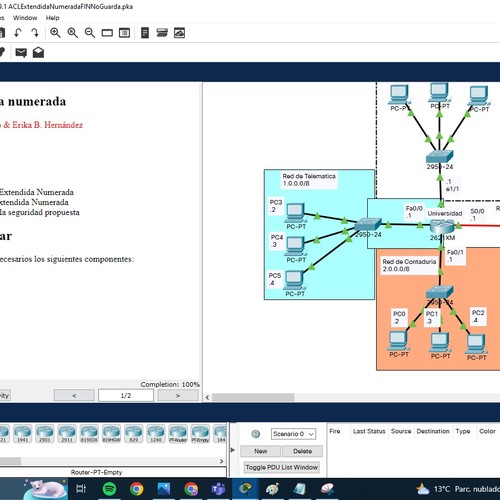 9.1 ACLExtendidaNumeradaFINNoGuarda.pka
Window Help
a numerada
& Erika B. Hernández
Extendida Numerada
xtendida Numerada
la seguridad propuesta
ar
ecesarios los siguientes componentes:
Completion: 100%
< 1/2 >
Red de Telematica
1.0.0.0/8
PC3
.2
PC-PT
PC4
.3
PC-PT
PC5
.4
PC-PT
2950-24
PC-PT
PC-PT
PC-PT
2950-24
.1
e1/1
Fa0/0
.1
Universidad
S0/0
.1
2621XM
Fa0/1
.1
Red de Contaduria
2.0.0.0/8
2950-24
PC0
.2
PC1
.3
PC2
.4
PC-PT
PC-PT
PC-PT
1941 2901 2911 819IOX 819HGW 829 1240 PT-Router PT-Empty
Router-PT-Empty
Scenario 0
New Delete
Toggle PDU List Window
Fire Last Status Source Destination Type Color
13°C Parc. nublado